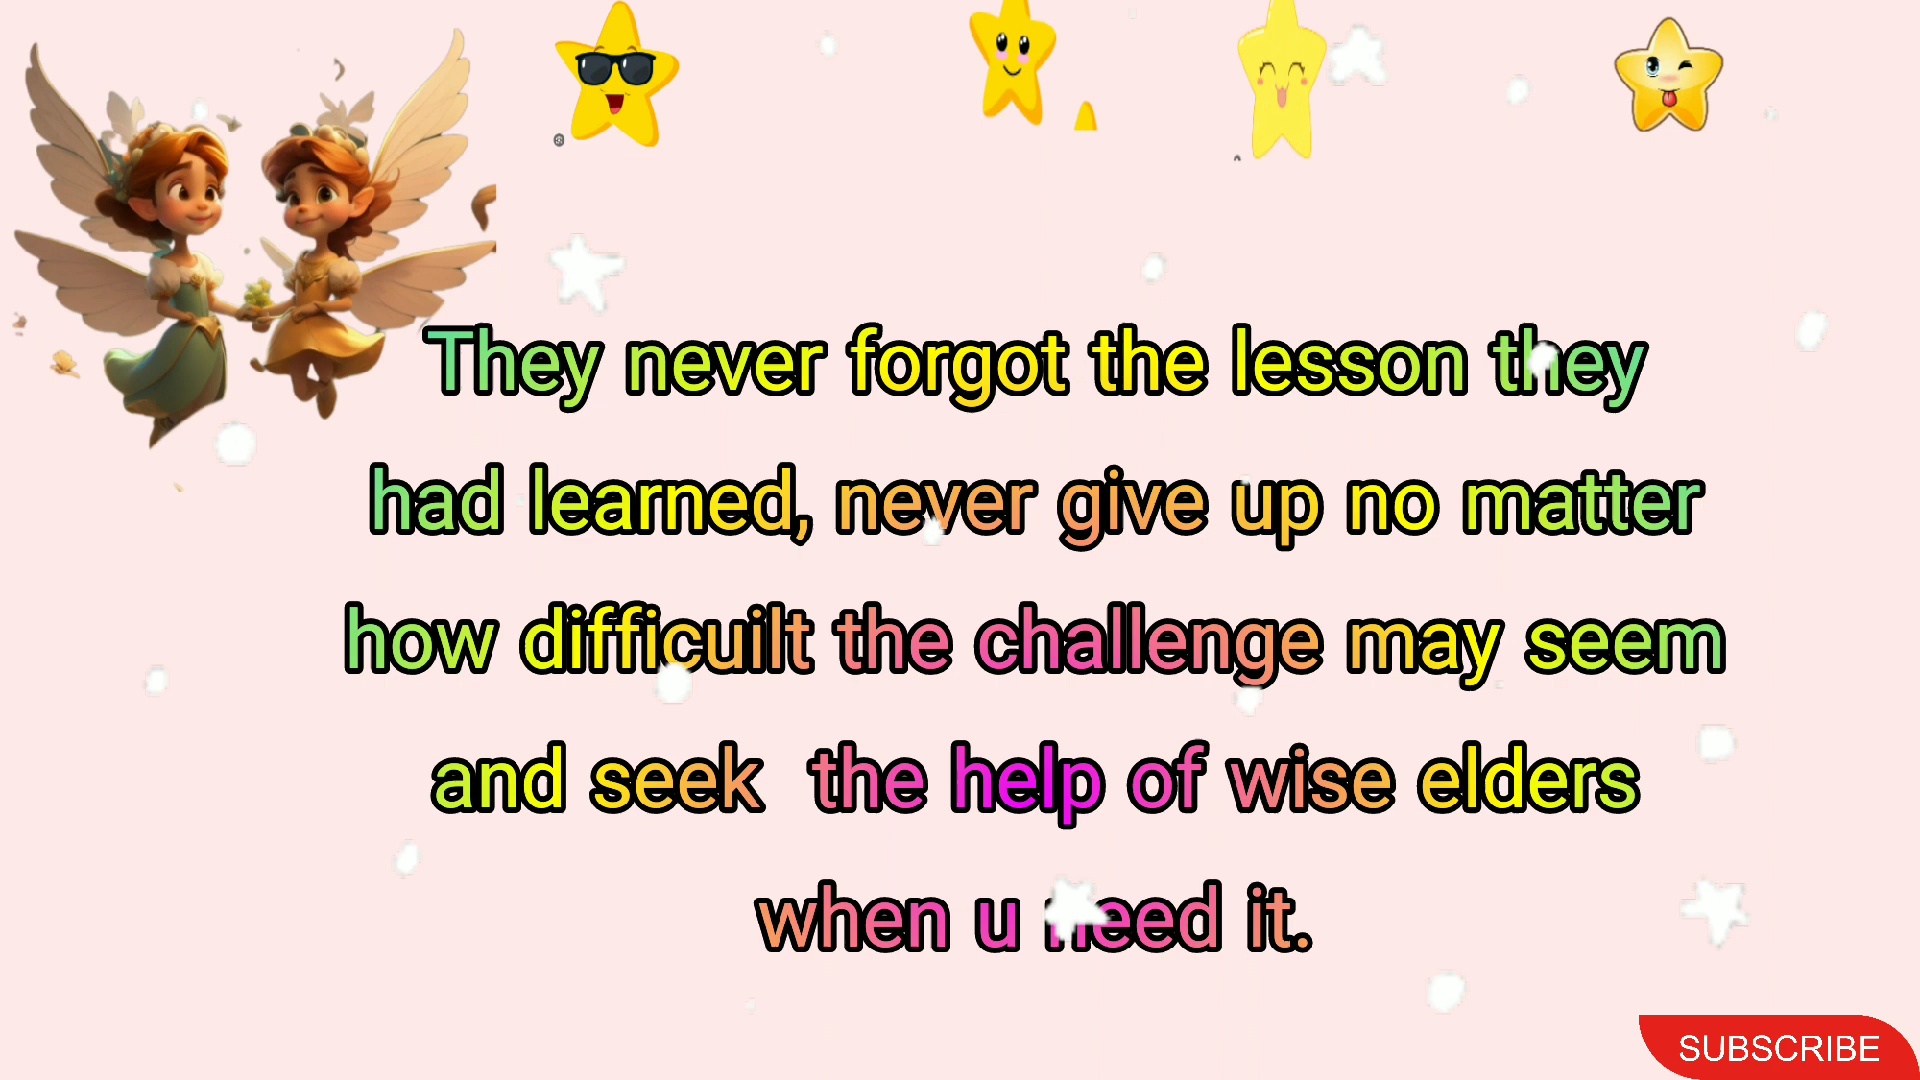 They never forgot the lesson they
had learned, never give up no matter
how difficuilt the challenge may seem
and seek  the help of wise elders
when u need it.
SUBSCRIBE